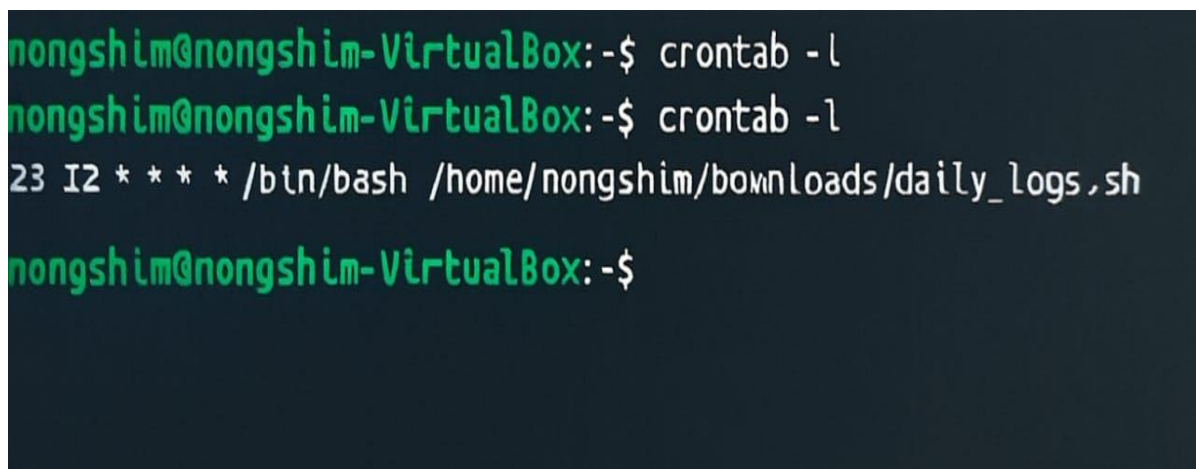 nongshim@nongshim-VirtualBox:-$ crontab -l
nongshim@nongshim-VirtualBox:-$ crontab -l
23 I2 * * * * /btn/bash /home/nongshim/bownloads/daily_logs,sh
nongshim@nongshim-VirtualBox:-$